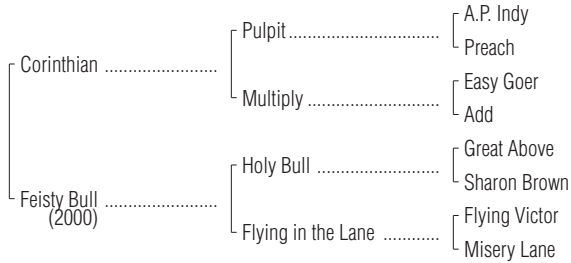 A.P. Indy
Pulpit
Preach
Corinthian
Easy Goer
Multiply
Add
Great Above
Holy Bull
Sharon Brown
Feisty Bull
(2000)
Flying Victor
Flying in the Lane
Misery Lane